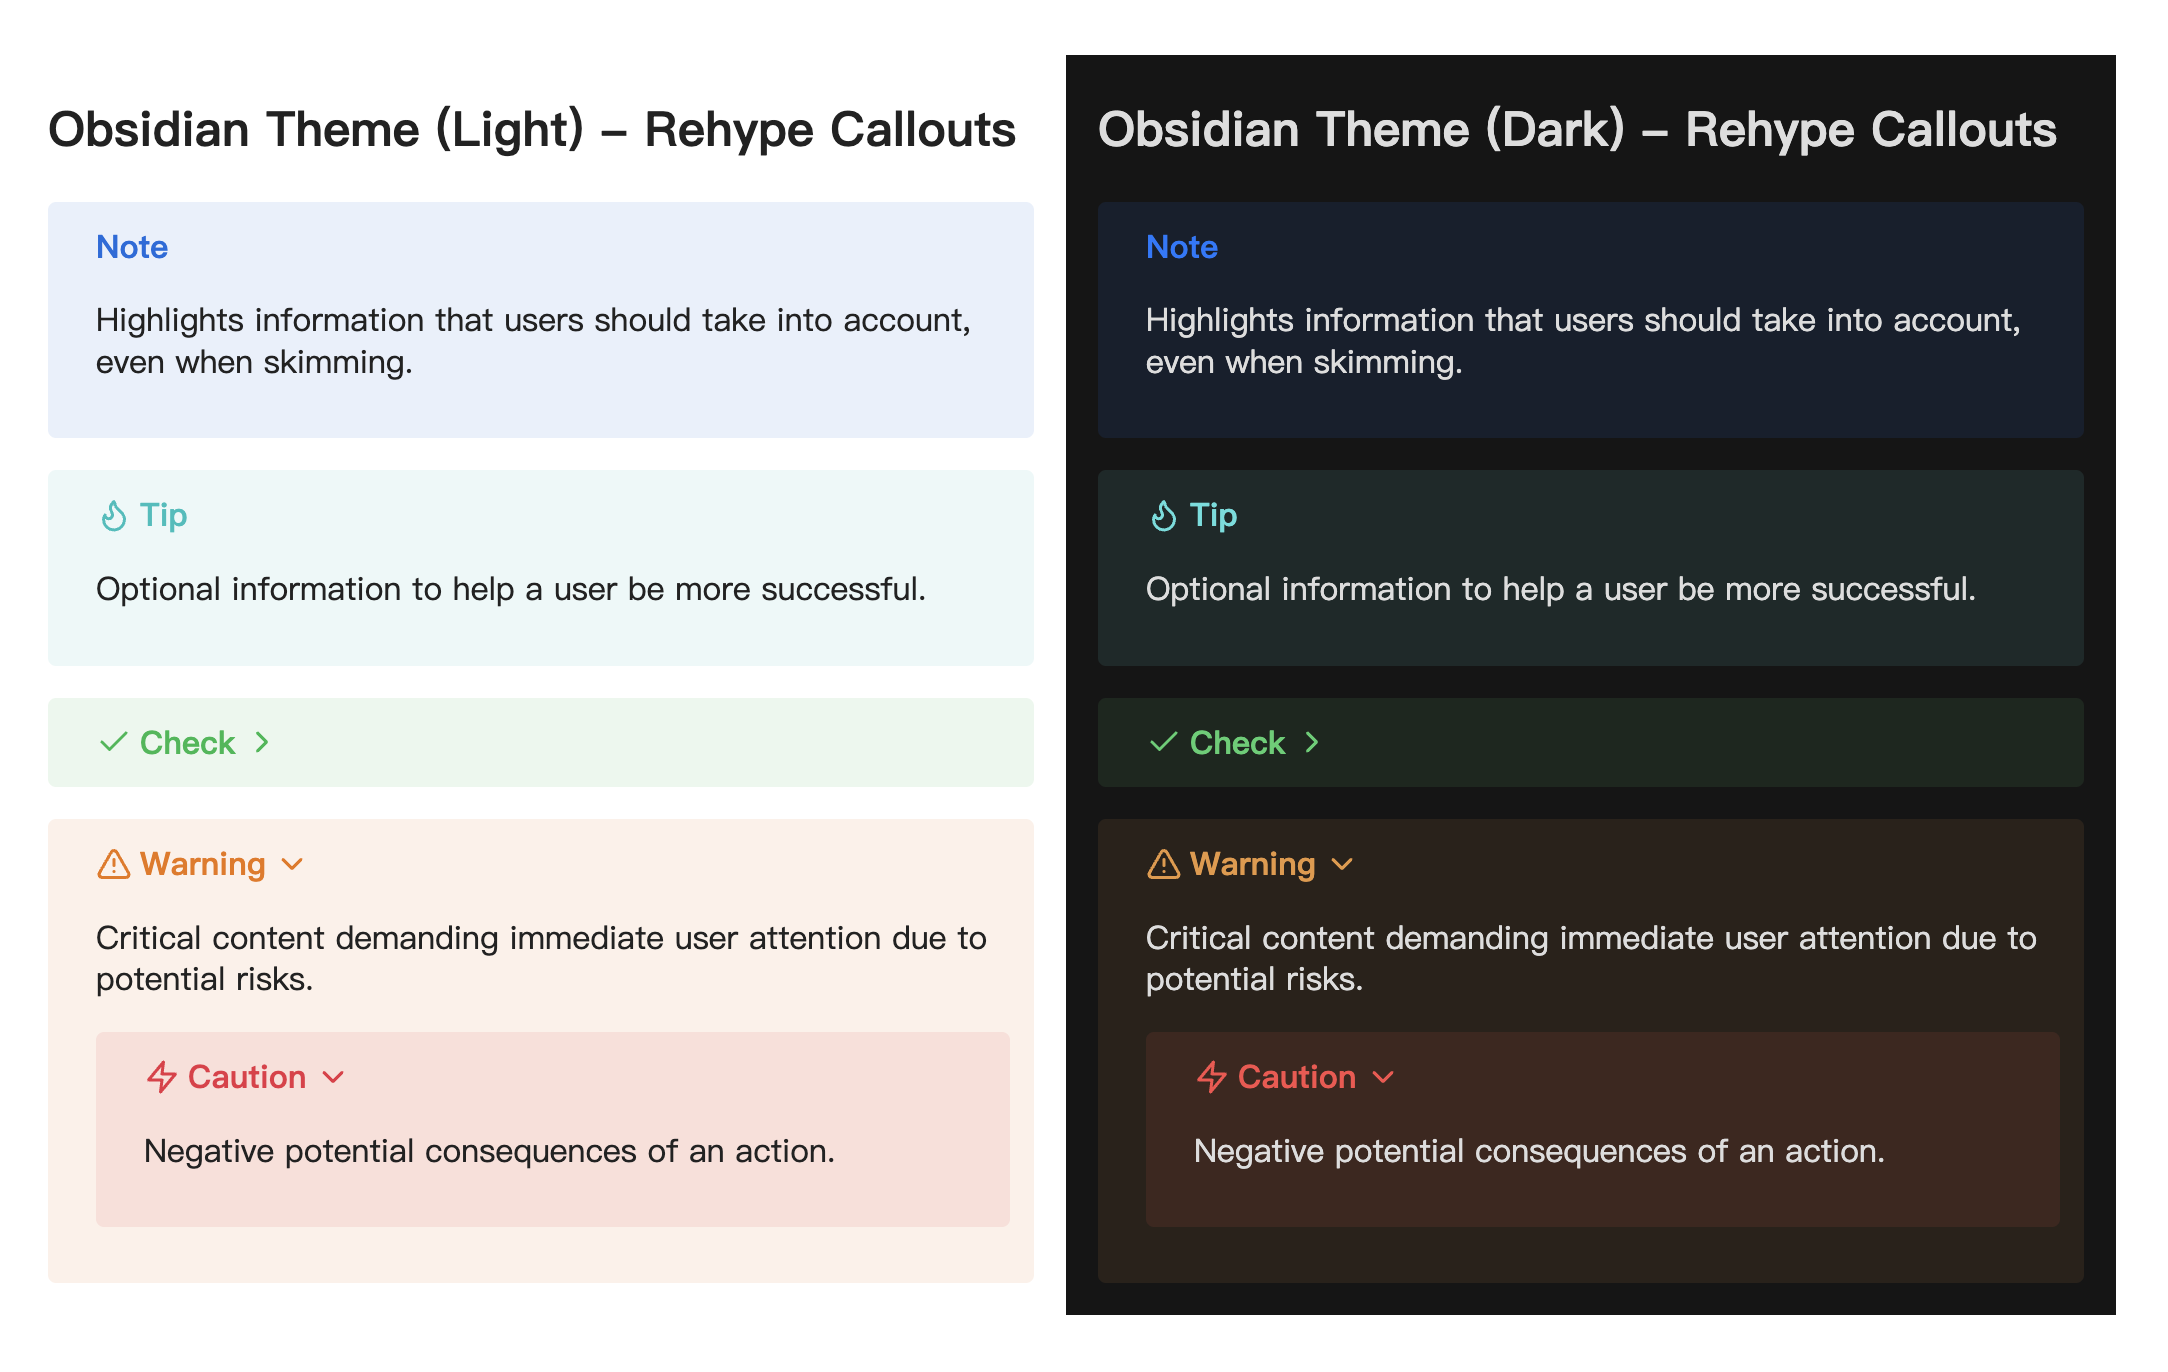 Obsidian Theme (Light) – Rehype Callouts
Note
Highlights information that users should take into account,
even when skimming.
Tip
Optional information to help a user be more successful.
Check
Warning
Critical content demanding immediate user attention due to
potential risks.
Caution
Negative potential consequences of an action.
Obsidian Theme (Dark) – Rehype Callouts
Note
Highlights information that users should take into account,
even when skimming.
Tip
Optional information to help a user be more successful.
Check
Warning
Critical content demanding immediate user attention due to
potential risks.
Caution
Negative potential consequences of an action.